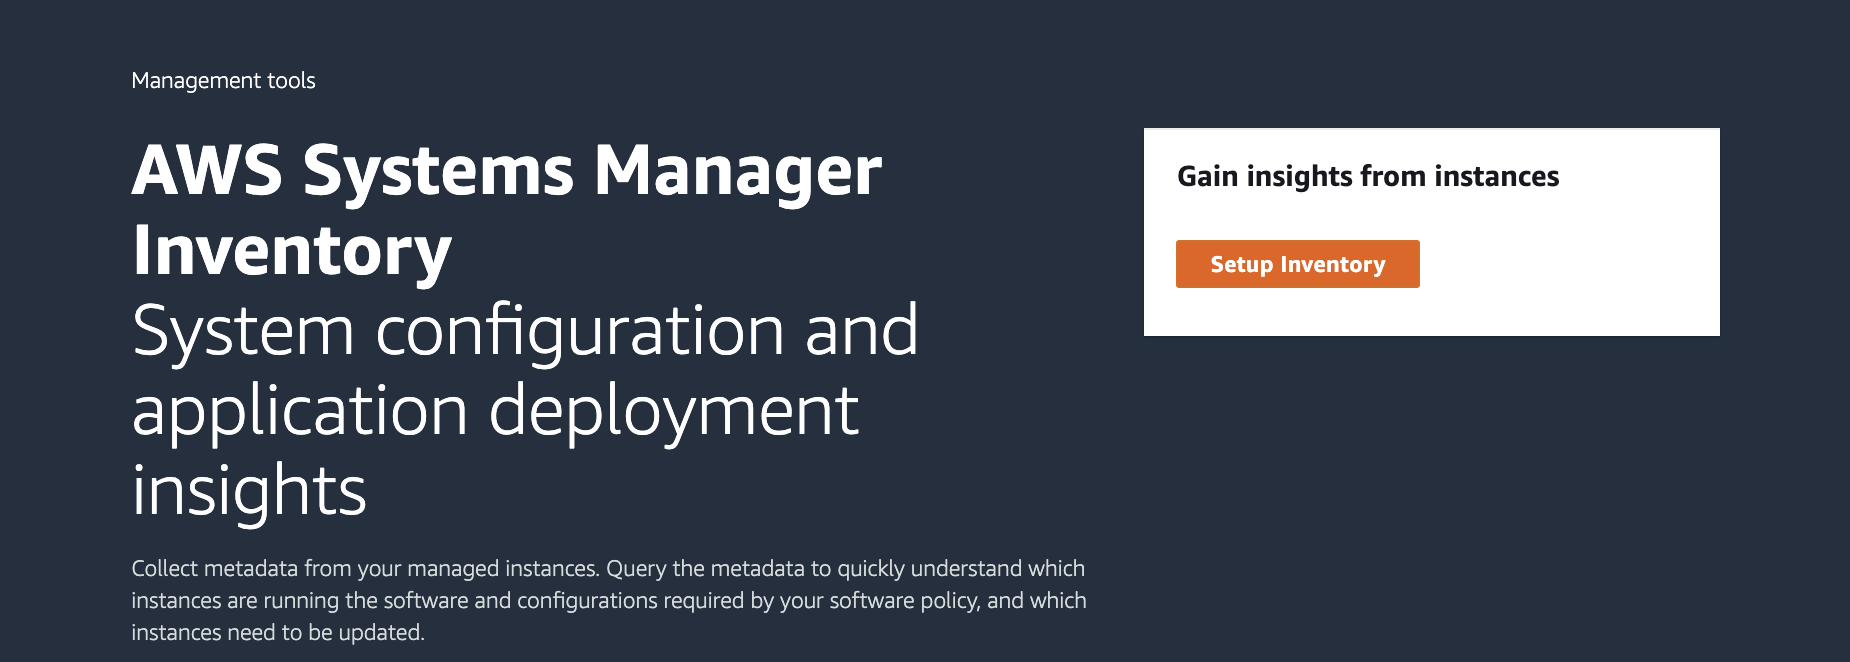 Management tools
AWS Systems Manager
Inventory
System configuration and
application deployment
insights
Collect metadata from your managed instances. Query the metadata to quickly understand which
instances are running the software and configurations required by your software policy, and which
instances need to be updated.
Gain insights from instances
Setup Inventory